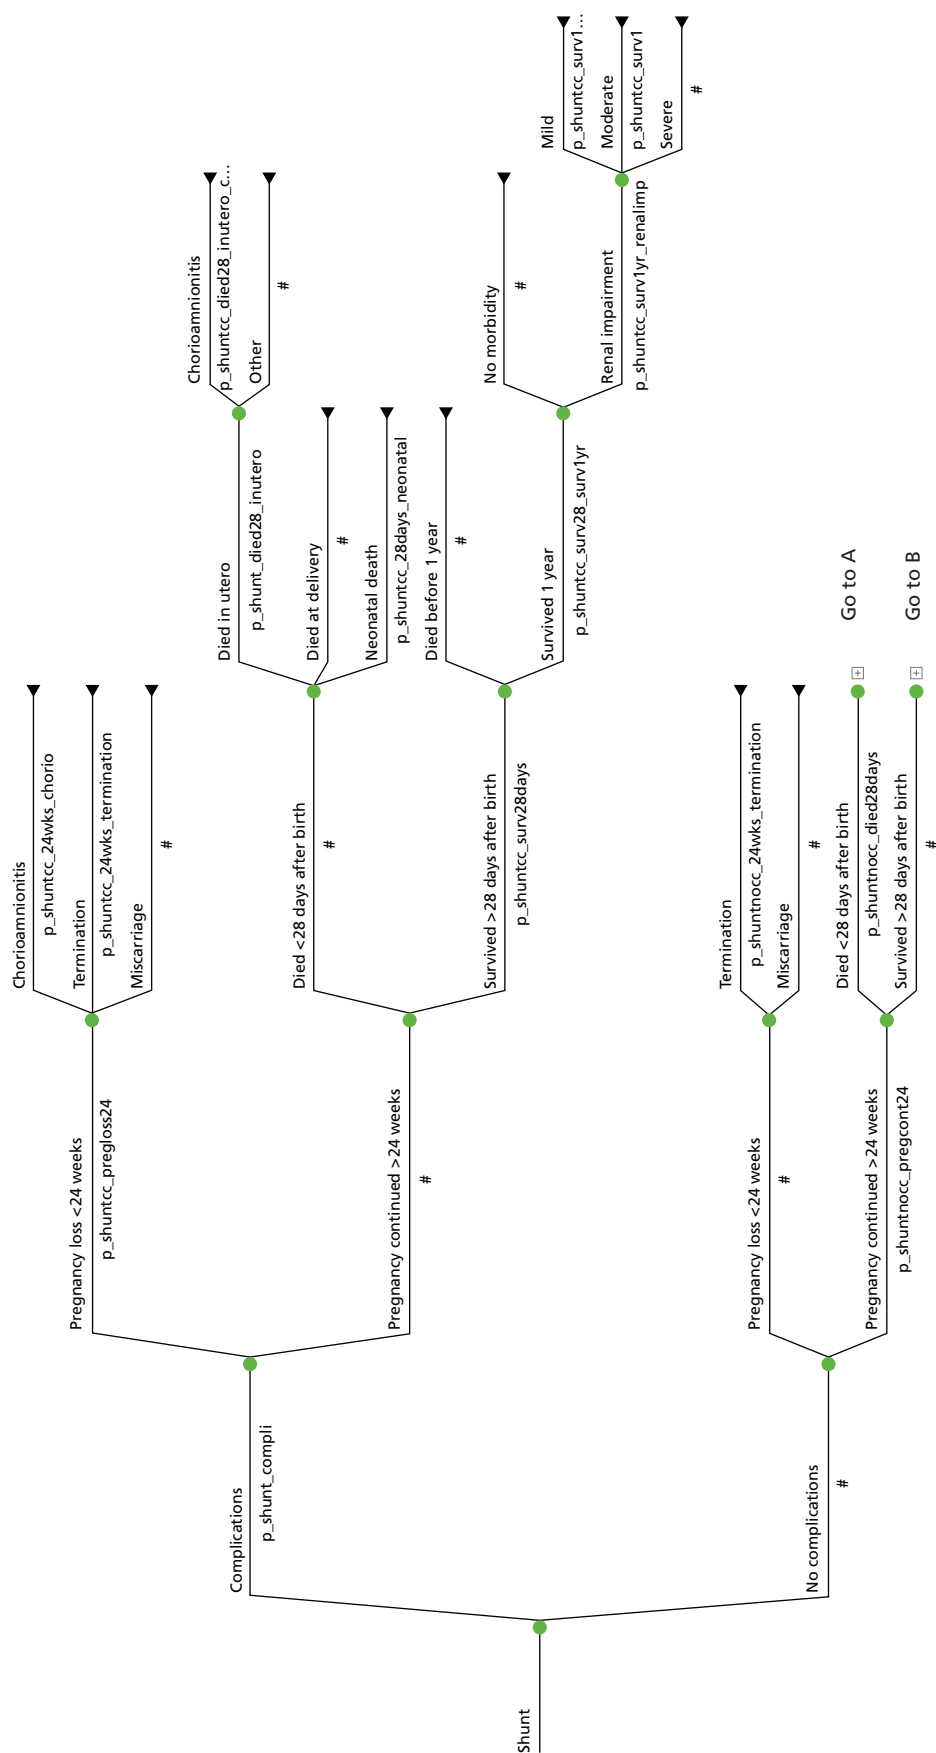 Shunt
Complications
p_shunt_compli
Pregnancy loss <24 weeks
p_shuntcc_pregloss24
Chorioamnionitis
p_shuntcc_24wks_chorio
Termination
p_shuntcc_24wks_termination
Miscarriage
#
Pregnancy continued >24 weeks
#
Died <28 days after birth
#
Died in utero
p_shunt_died28_inutero
Chorioamnionitis
p_shuntcc_died28_inutero_c...
Other
#
Died at delivery
#
Neonatal death
p_shuntcc_28days_neonatal
Survived >28 days after birth
p_shuntcc_surv28days
Died before 1 year
#
Survived 1 year
p_shuntcc_surv28_surv1yr
No morbidity
#
Renal impairment
p_shuntcc_surv1yr_renalimp
Mild
p_shuntcc_surv1...
Moderate
p_shuntcc_surv1
Severe
#
No complications
#
Pregnancy loss <24 weeks
#
Termination
p_shuntnocc_24wks_termination
Miscarriage
#
Pregnancy continued >24 weeks
p_shuntnocc_pregcont24
Died <28 days after birth
p_shuntnocc_died28days
Go to A
Survived >28 days after birth
#
Go to B